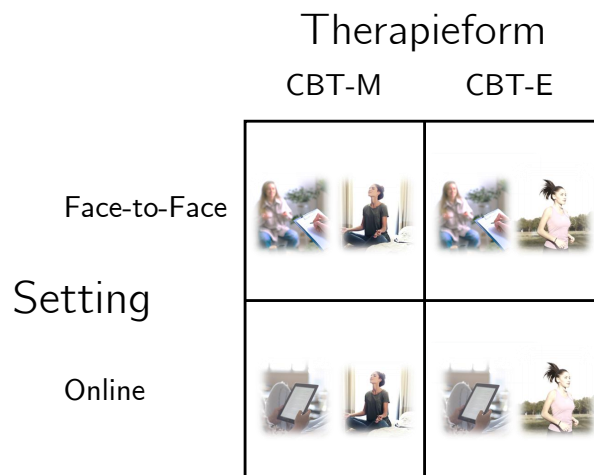 Therapieform
CBT-M CBT-E
Face-to-Face
Setting
Online